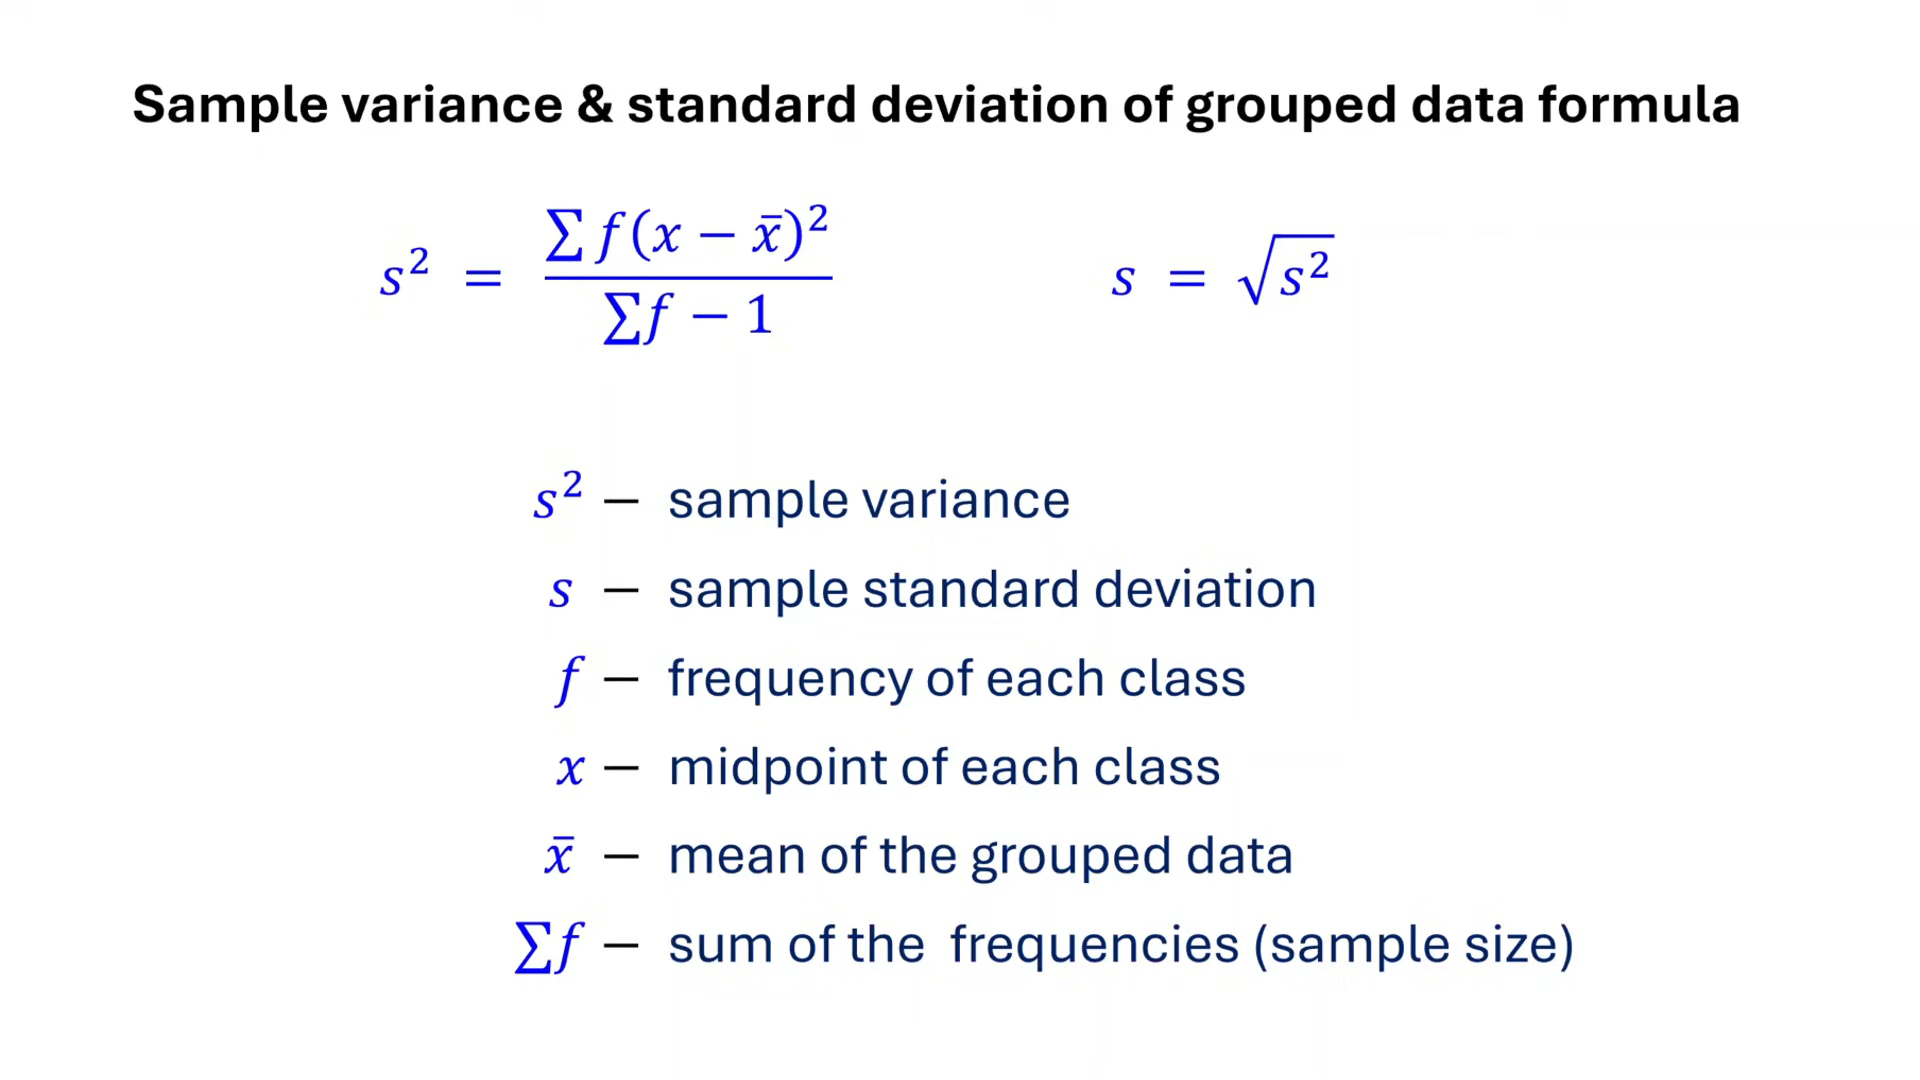 Sample variance & standard deviation of grouped data formula
s² = ∑ f(x − x̄)² / ∑f − 1
s = √s²
s² — sample variance
s — sample standard deviation
f — frequency of each class
x — midpoint of each class
x̄ — mean of the grouped data
∑f — sum of the frequencies (sample size)